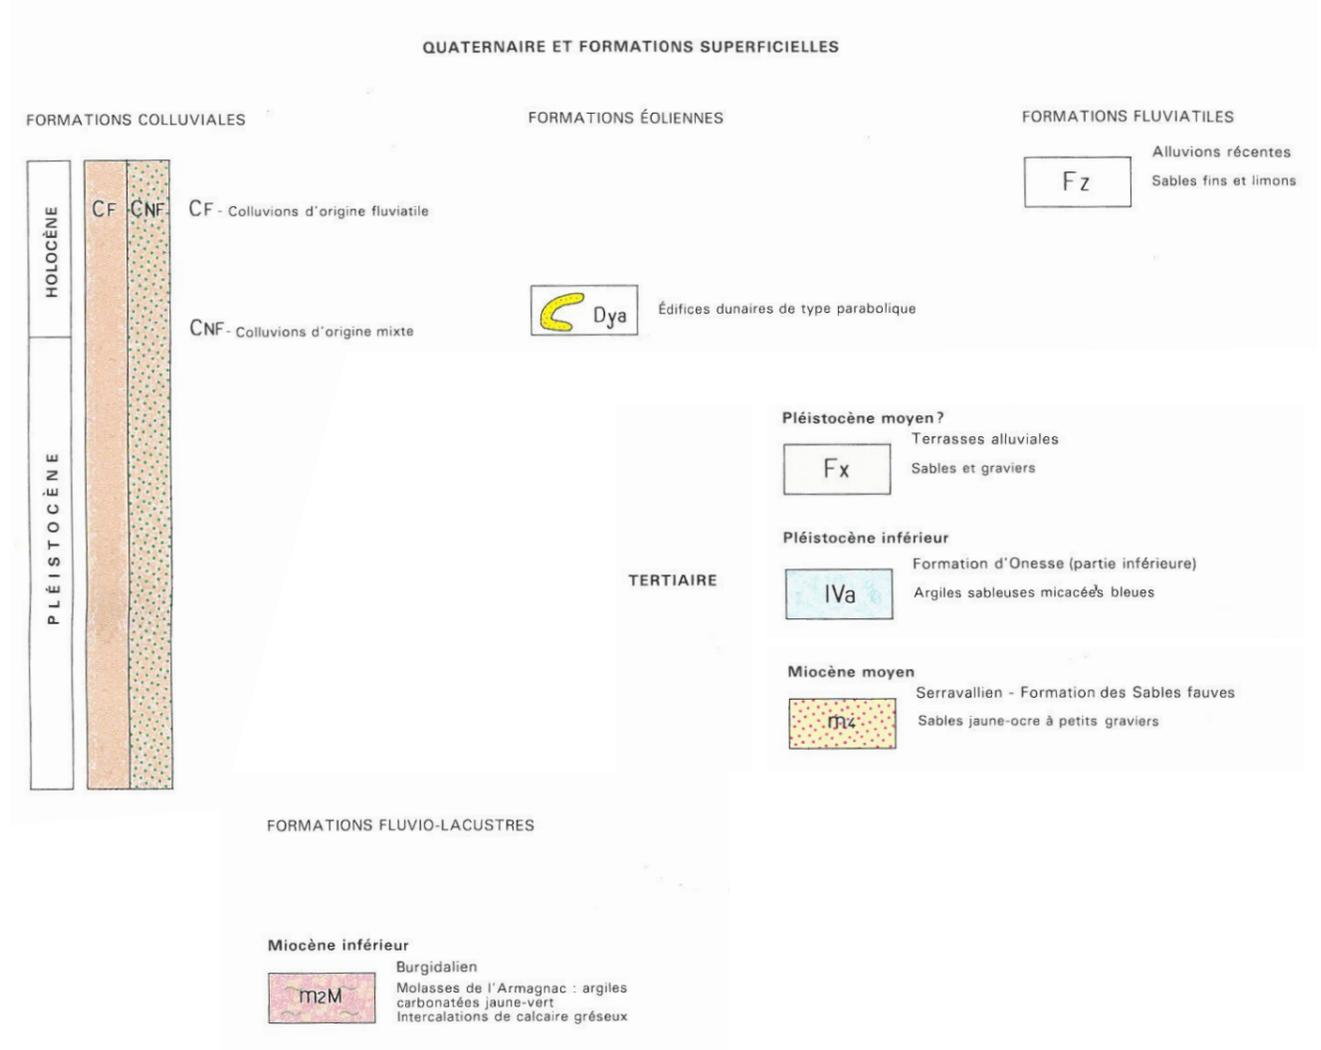 QUATERNAIRE ET FORMATIONS SUPERFICIELLES
FORMATIONS COLLUVIALES
HOLOCÈNE
PLÉISTOCÈNE
CF
CNF
CF - Colluvions d'origine fluviatile
CNF - Colluvions d'origine mixte
FORMATIONS ÉOLIENNES
Dya
Édifices dunaires de type parabolique
FORMATIONS FLUVIATILES
Fz
Alluvions récentes
Sables fins et limons
Pléistocène moyen ?
Fx
Terrasses alluviales
Sables et graviers
TERTIAIRE
Pléistocène inférieur
IVa
Formation d'Onesse (partie inférieure)
Argiles sableuses micacées bleues
Miocène moyen
m4
Serravallien - Formation des Sables fauves
Sables jaune-ocre à petits graviers
FORMATIONS FLUVIO-LACUSTRES
Miocène inférieur
m2M
Burgidalien
Molasses de l'Armagnac : argiles
carbonatées jaune-vert
Intercalations de calcaire gréseux